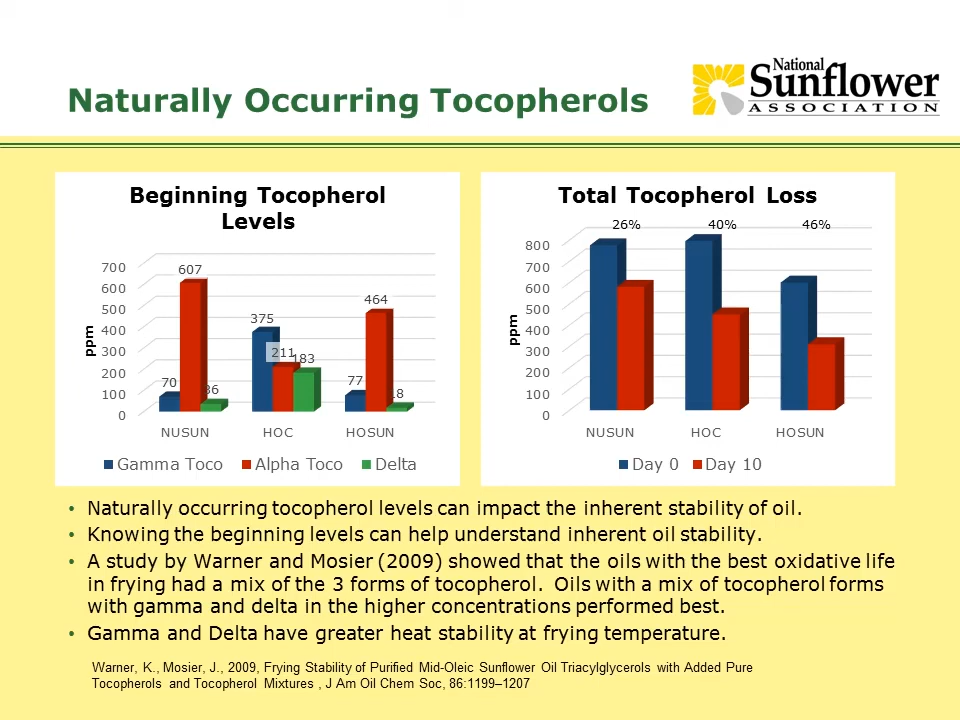 Naturally Occurring Tocopherols
National
Sunflower
ASSOCIATION
Beginning Tocopherol
Levels
ppm
700
600
500
400
300
200
100
0
607
375
464
211
183
70
36
77
18
NUSUN HOC HOSUN
Gamma Toco Alpha Toco Delta
Total Tocopherol Loss
26% 40% 46%
ppm
800
700
600
500
400
300
200
100
0
NUSUN HOC HOSUN
Day 0 Day 10
• Naturally occurring tocopherol levels can impact the inherent stability of oil.
• Knowing the beginning levels can help understand inherent oil stability.
• A study by Warner and Mosier (2009) showed that the oils with the best oxidative life
in frying had a mix of the 3 forms of tocopherol. Oils with a mix of tocopherol forms
with gamma and delta in the higher concentrations performed best.
• Gamma and Delta have greater heat stability at frying temperature.
Warner, K., Mosier, J., 2009, Frying Stability of Purified Mid-Oleic Sunflower Oil Triacylglycerols with Added Pure
Tocopherols and Tocopherol Mixtures , J Am Oil Chem Soc, 86:1199–1207